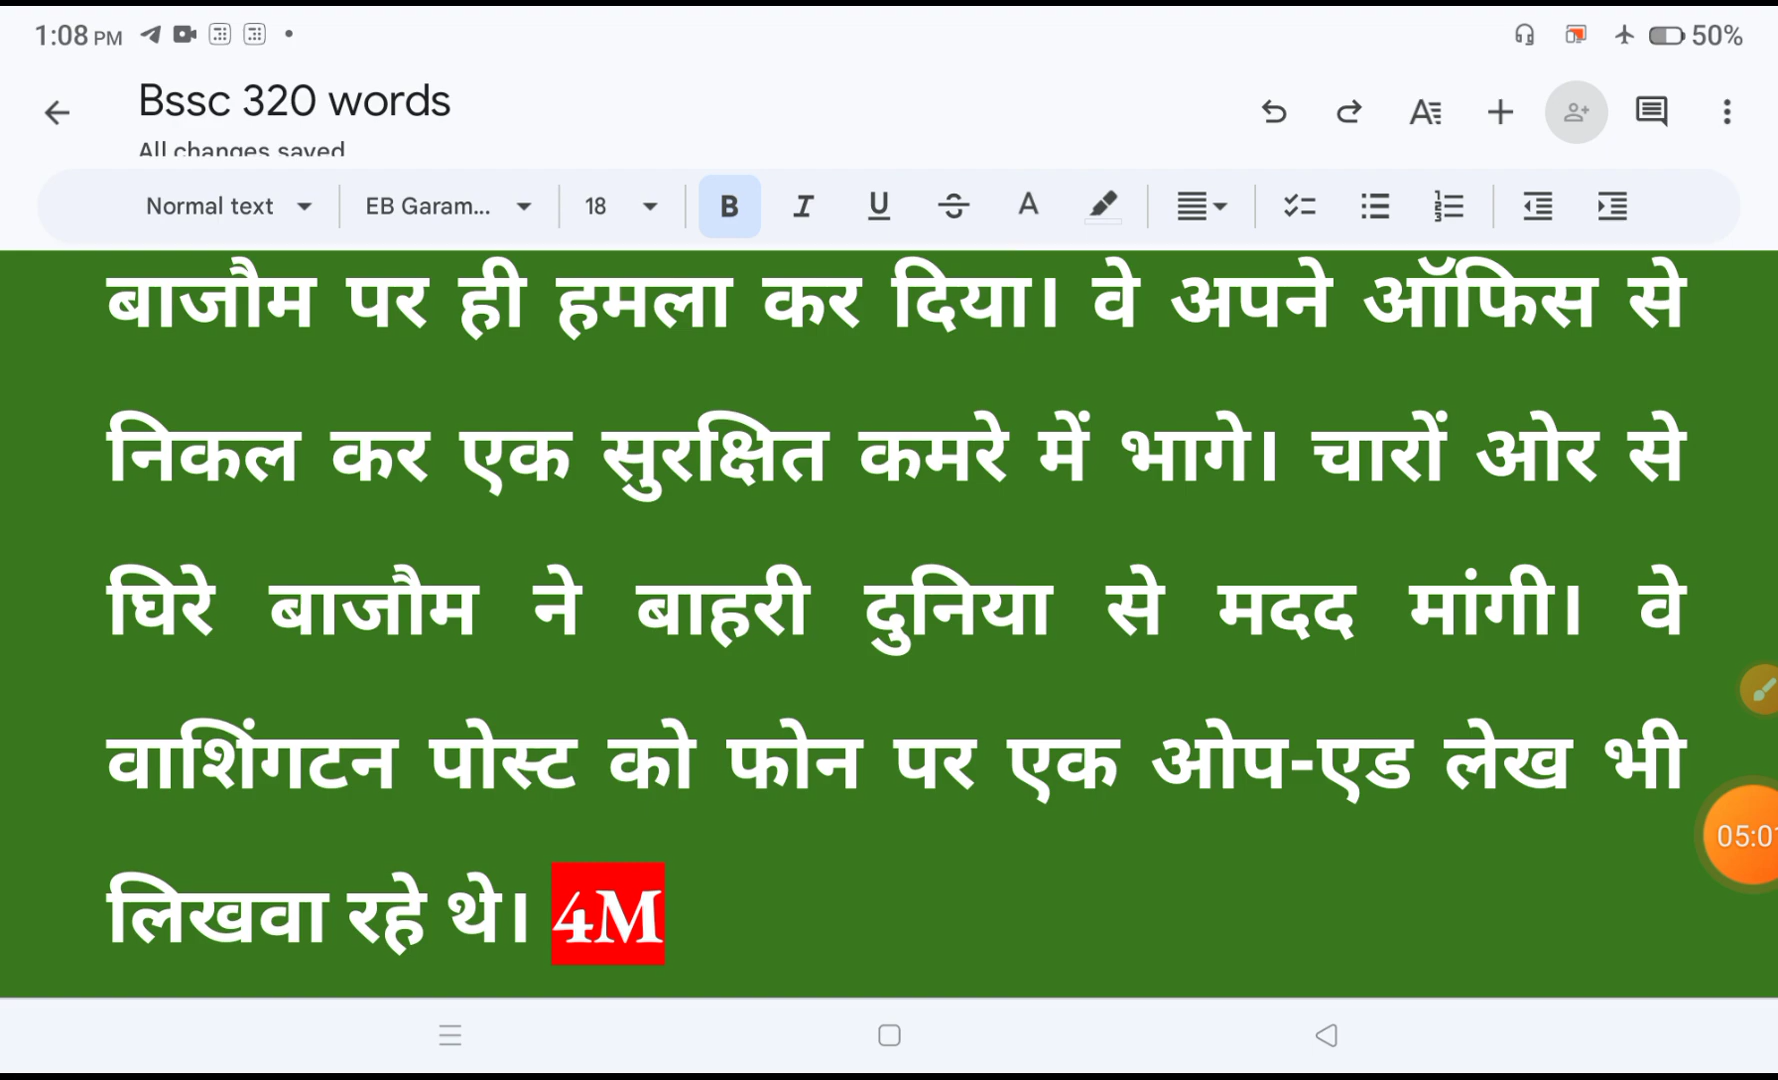 1:08 PM
50%
Bssc 320 words
All changes saved
Normal text
EB Garam...
18
B
I
U
S
A
बाजौम पर ही हमला कर दिया। वे अपने ऑफिस से
निकल कर एक सुरक्षित कमरे में भागे। चारों ओर से
घिरे बाजौम ने बाहरी दुनिया से मदद मांगी। वे
वाशिंगटन पोस्ट को फोन पर एक ओप-एड लेख भी
05:01
लिखवा रहे थे। 4M